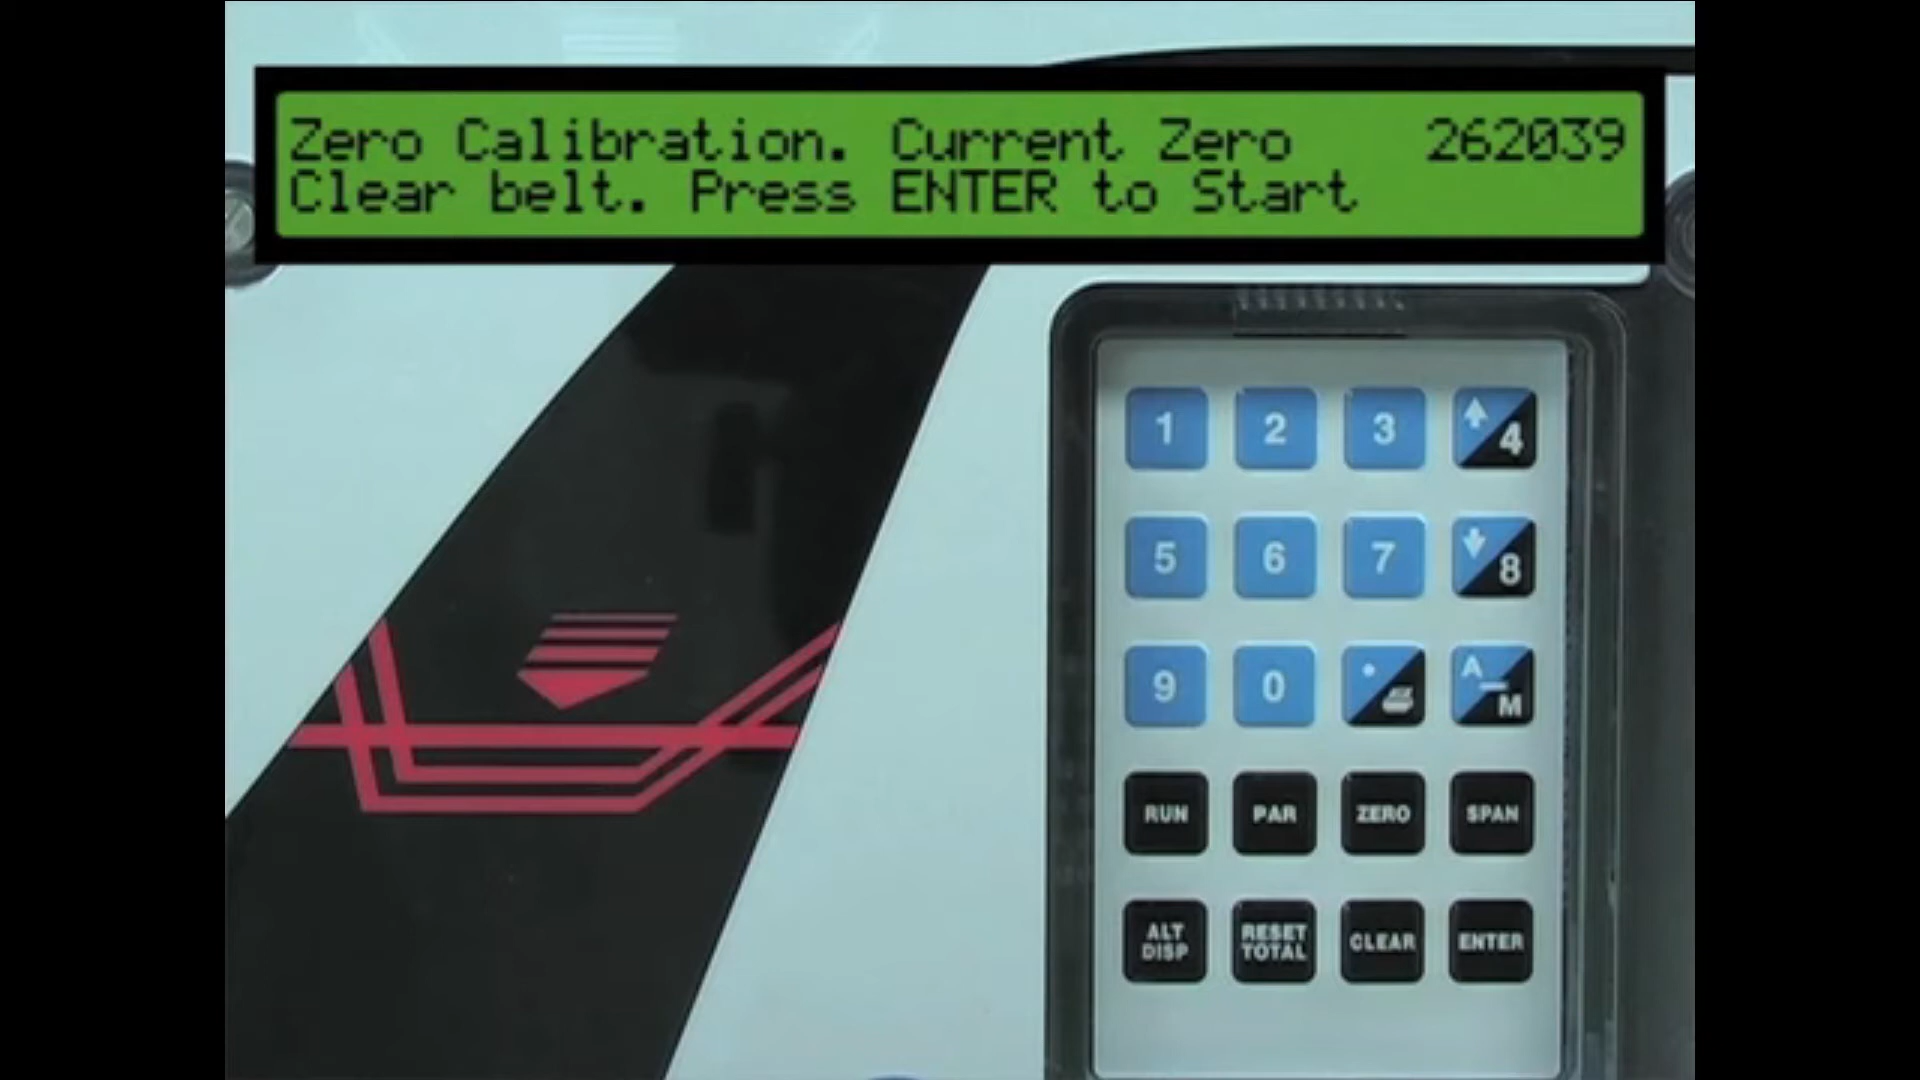 Zero Calibration. Current Zero 262039
Clear belt. Press ENTER to Start
1 2 3 4
5 6 7 8
9 0 . A M
RUN PAR ZERO SPAN
ALT DISP RESET TOTAL CLEAR ENTER